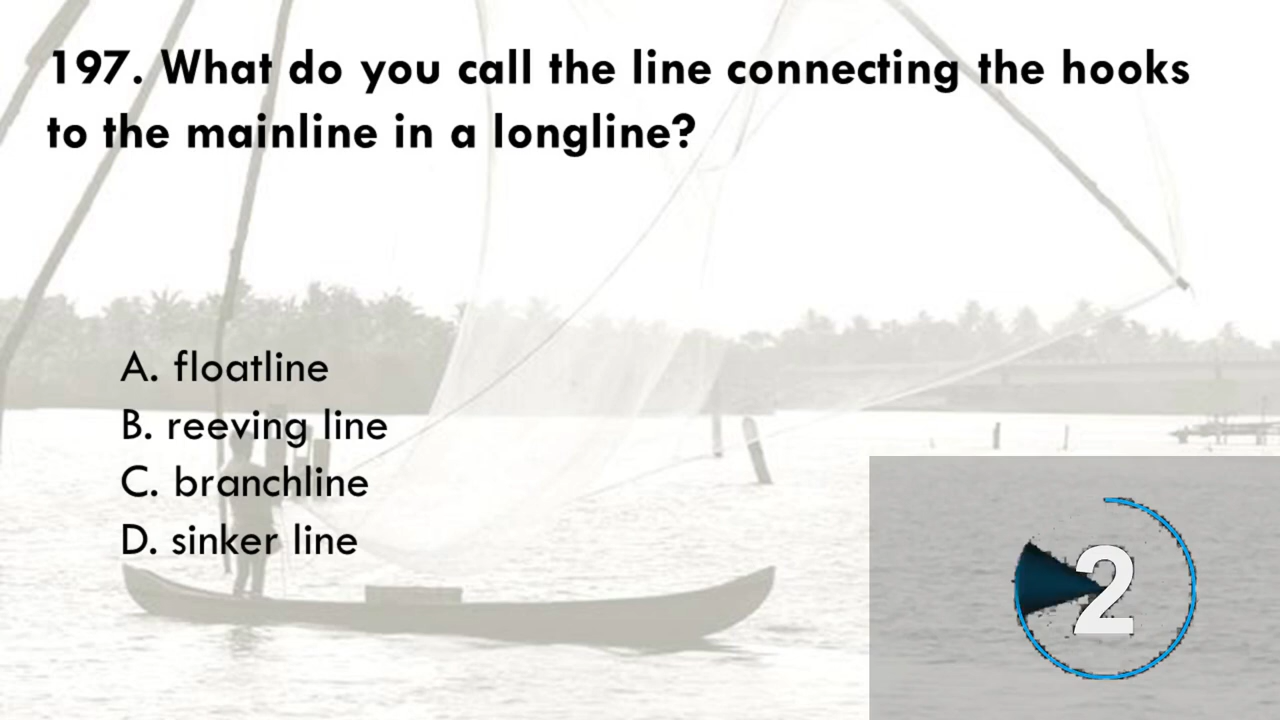 197. What do you call the line connecting the hooks
to the mainline in a longline?
A. floatline
B. reeving line
C. branchline
D. sinker line
2